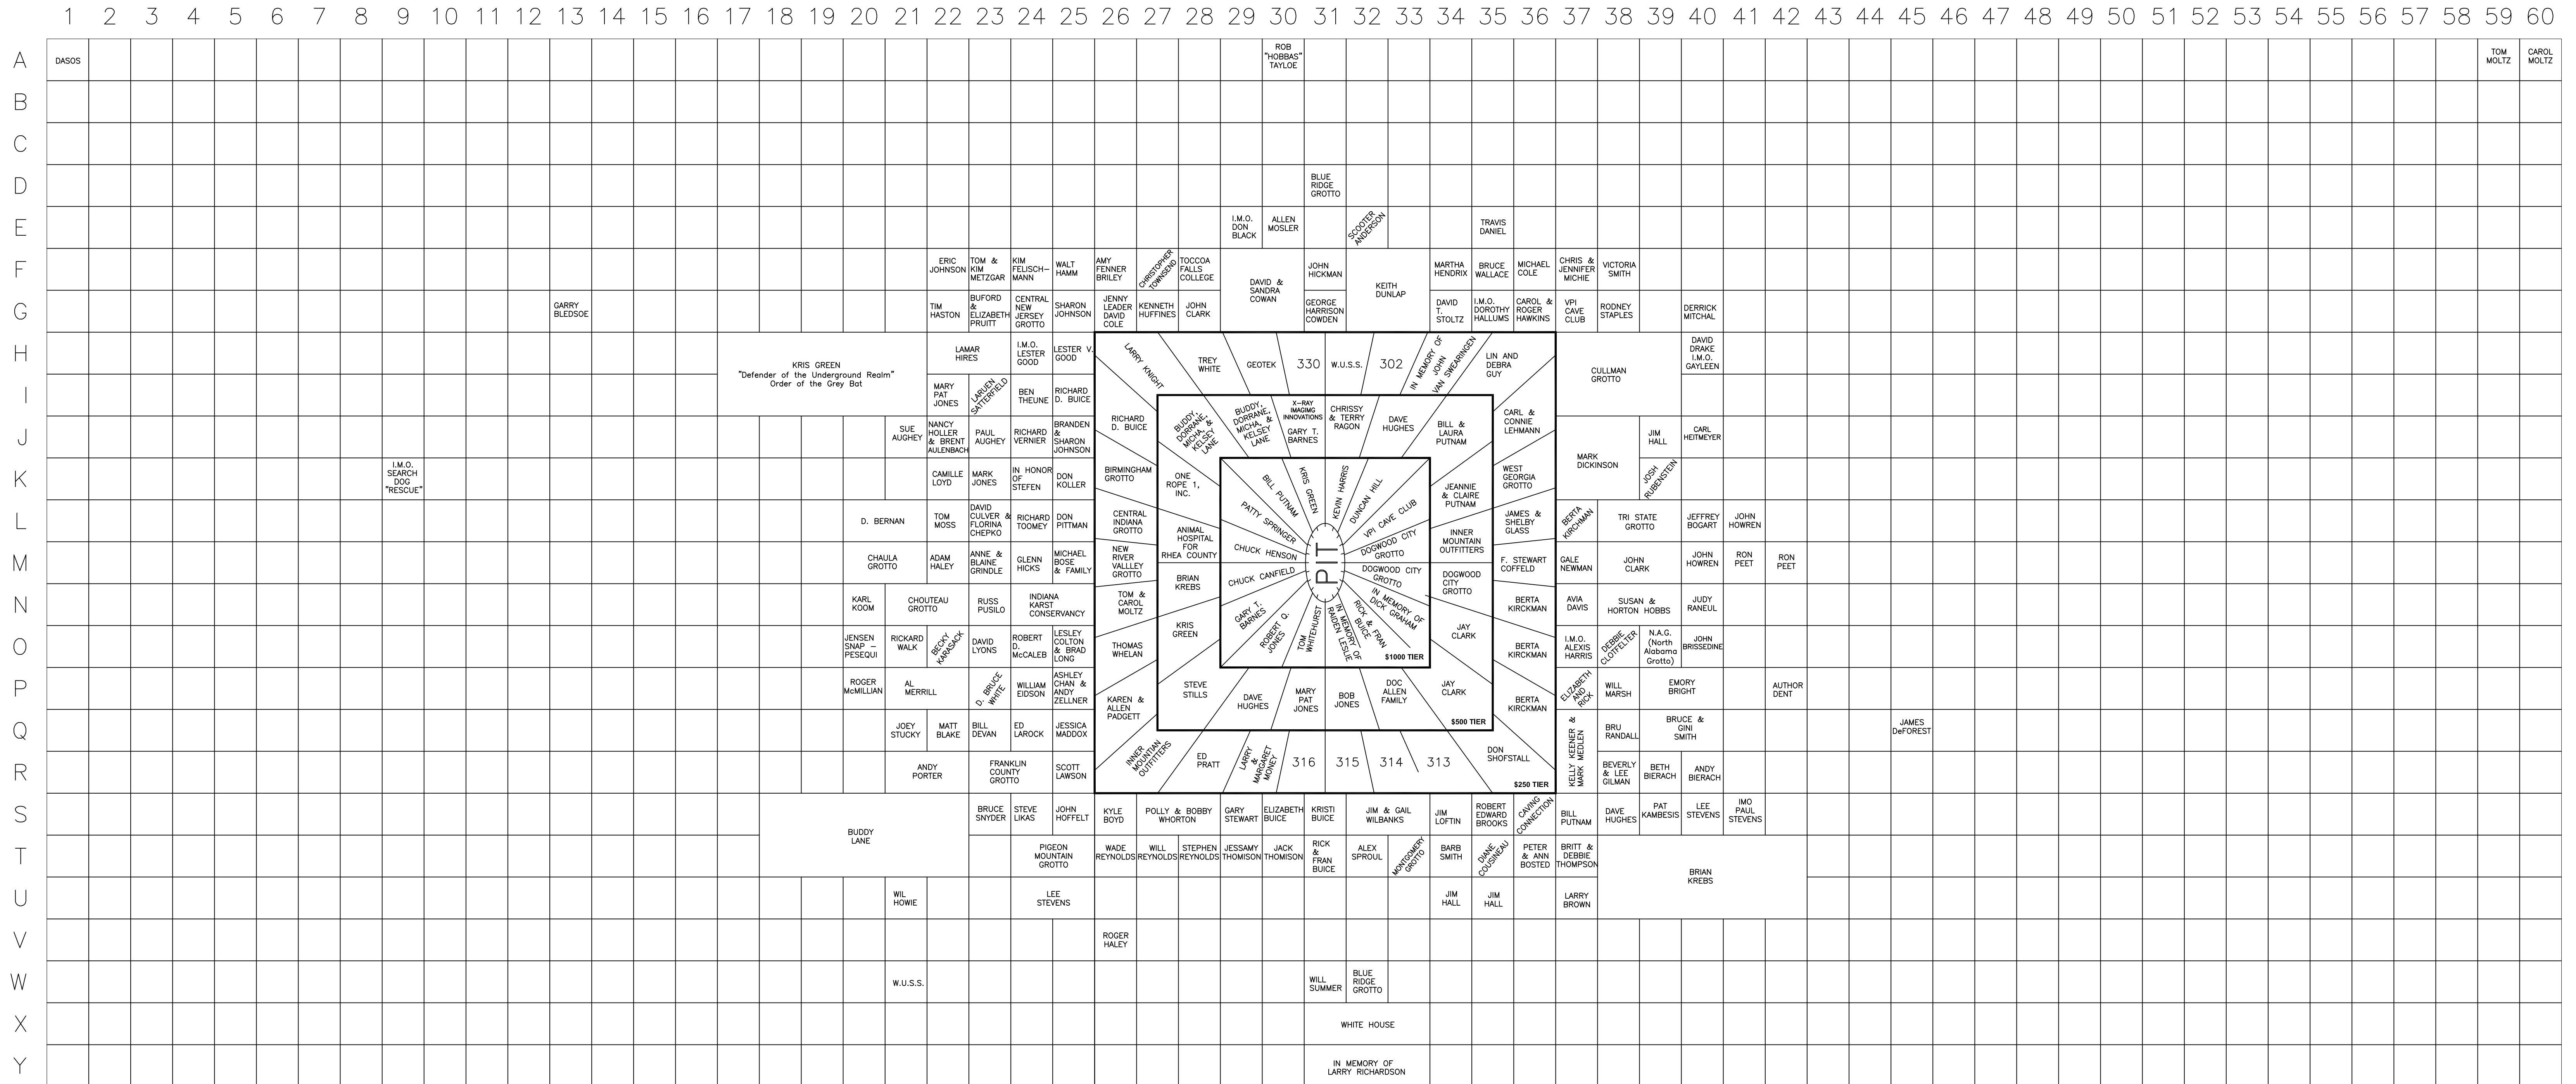 1 2 3 4 5 6 7 8 9 10 11 12 13 14 15 16 17 18 19 20 21 22 23 24 25 26 27 28 29 30 31 32 33 34 35 36 37 38 39 40 41 42 43 44 45 46 47 48 49 50 51 52 53 54 55 56 57 58 59 60
A
DASOS
ROB
"HOBBAS"
TAYLOE
TOM
MOLTZ
CAROL
MOLTZ
B
C
D
BLUE
RIDGE
GROTTO
E
I.M.O.
DON
BLACK
ALLEN
MOSLER
SCOOTER
ANDERSON
TRAVIS
DANIEL
F
ERIC
JOHNSON
TOM &
KIM
METZGAR
KIM
FELISCH–
MANN
WALT
HAMM
AMY
FENNER
BRILEY
CHRISTOPHER
TOWNSEND
TOCCOA
FALLS
COLLEGE
DAVID &
SANDRA
COWAN
JOHN
HICKMAN
KEITH
DUNLAP
MARTHA
HENDRIX
BRUCE
WALLACE
MICHAEL
COLE
CHRIS &
JENNIFER
MICHIE
VICTORIA
SMITH
G
GARRY
BLEDSOE
TIM
HASTON
BUFORD
&
ELIZABETH
PRUITT
CENTRAL
NEW
JERSEY
GROTTO
SHARON
JOHNSON
JENNY
LEADER
DAVID
COLE
KENNETH
HUFFINES
JOHN
CLARK
GEORGE
HARRISON
COWDEN
DAVID
T.
STOLTZ
I.M.O.
DOROTHY
HALLUMS
CAROL &
ROGER
HAWKINS
VPI
CAVE
CLUB
RODNEY
STAPLES
DERRICK
MITCHAL
H
KRIS GREEN
"Defender of the Underground Realm"
Order of the Grey Bat
LAMAR
HIRES
I.M.O.
LESTER
GOOD
LESTER V.
GOOD
LARRY KNIGHT
TREY
WHITE
GEOTEK
330
W.U.S.S.
302
IN MEMORY OF
JOHN
VAN SWEARINGEN
LIN AND
DEBRA
GUY
CULLMAN
GROTTO
DAVID
DRAKE
I.M.O.
GAYLEEN
I
MARY
PAT
JONES
LARUEN
SATTERFIELD
BEN
THEUNE
RICHARD
D. BUICE
J
SUE
AUGHEY
NANCY
HOLLER
& BRENT
AULENBACH
PAUL
AUGHEY
RICHARD
VERNIER
BRANDEN
&
SHARON
JOHNSON
RICHARD
D. BUICE
BUDDY,
DORRANE,
MICHA, &
KELSEY
LANE
BUDDY,
DORRANE,
MICHA, &
KELSEY
LANE
X–RAY
IMAGIMG
INNOVATIONS
GARY T.
BARNES
CHRISSY
& TERRY
RAGON
DAVE
HUGHES
BILL &
LAURA
PUTNAM
CARL &
CONNIE
LEHMANN
MARK
DICKINSON
JIM
HALL
CARL
HEITMEYER
K
I.M.O.
SEARCH
DOG
"RESCUE"
CAMILLE
LOYD
MARK
JONES
IN HONOR
OF
STEFEN
DON
KOLLER
BIRMINGHAM
GROTTO
ONE
ROPE 1,
INC.
BILL PUTNAM
KRIS GREEN
KEVIN HARRIS
DUNCAN HILL
JEANNIE
& CLAIRE
PUTNAM
WEST
GEORGIA
GROTTO
JOSH
RUBENSTEIN
L
D. BERNAN
TOM
MOSS
DAVID
CULVER &
FLORINA
CHEPKO
RICHARD
TOOMEY
DON
PITTMAN
CENTRAL
INDIANA
GROTTO
ANIMAL
HOSPITAL
FOR
RHEA COUNTY
PATTY SPRINGER
VPI CAVE CLUB
INNER
MOUNTAIN
OUTFITTERS
JAMES &
SHELBY
GLASS
BERTA
KIRCHMAN
TRI STATE
GROTTO
JEFFREY
BOGART
JOHN
HOWREN
M
CHAULA
GROTTO
ADAM
HALEY
ANNE &
BLAINE
GRINDLE
GLENN
HICKS
MICHAEL
BOSE
& FAMILY
NEW
RIVER
VALLLEY
GROTTO
BRIAN
KREBS
CHUCK HENSON
CHUCK CANFIELD
PIT
DOGWOOD CITY
GROTTO
DOGWOOD CITY
GROTTO
DOGWOOD
CITY
GROTTO
F. STEWART
COFFELD
GALE
NEWMAN
JOHN
CLARK
JOHN
HOWREN
RON
PEET
RON
PEET
N
KARL
KOOM
CHOUTEAU
GROTTO
RUSS
PUSILO
INDIANA
KARST
CONSERVANCY
TOM &
CAROL
MOLTZ
KRIS
GREEN
GARY T.
BARNES
ROBERT Q.
JONES
TOM
WHITEHURST
IN MEMORY OF
RAIDEN LESLIE
RICK & FRAN
BUICE
IN MEMORY OF
DICK GRAHAM
$1000 TIER
JAY
CLARK
BERTA
KIRCKMAN
AVIA
DAVIS
SUSAN &
HORTON HOBBS
JUDY
RANEUL
O
JENSEN
SNAP –
PESEQUI
RICKARD
WALK
BECKY
KARASACK
DAVID
LYONS
ROBERT
D.
McCALEB
LESLEY
COLTON
& BRAD
LONG
THOMAS
WHELAN
BERTA
KIRCKMAN
I.M.O.
ALEXIS
HARRIS
DEBBIE
CLOTFELTER
N.A.G.
(North
Alabama
Grotto)
JOHN
BRISSEDINE
P
ROGER
McMILLIAN
AL
MERRILL
D. BRUCE
WHITE
WILLIAM
EIDSON
ASHLEY
CHAN &
ANDY
ZELLNER
KAREN &
ALLEN
PADGETT
STEVE
STILLS
DAVE
HUGHES
MARY
PAT
JONES
BOB
JONES
DOC
ALLEN
FAMILY
JAY
CLARK
$500 TIER
BERTA
KIRCKMAN
ELIZABETH
AND
RICK
WILL
MARSH
EMORY
BRIGHT
AUTHOR
DENT
Q
JOEY
STUCKY
MATT
BLAKE
BILL
DEVAN
ED
LAROCK
JESSICA
MADDOX
KELLY KEENER &
MARK MEDLEN
BRU
RANDALL
BRUCE &
GINI
SMITH
JAMES
DeFOREST
R
ANDY
PORTER
FRANKLIN
COUNTY
GROTTO
SCOTT
LAWSON
INNER
MOUNTIAN
OUTFITTERS
ED
PRATT
LARRY
&
MARGARET
MONEY
316
315
314
313
DON
SHOFSTALL
$250 TIER
BEVERLY
& LEE
GILMAN
BETH
BIERACH
ANDY
BIERACH
S
BUDDY
LANE
BRUCE
SNYDER
STEVE
LIKAS
JOHN
HOFFELT
KYLE
BOYD
POLLY & BOBBY
WHORTON
GARY
STEWART
ELIZABETH
BUICE
KRISTI
BUICE
JIM & GAIL
WILBANKS
JIM
LOFTIN
ROBERT
EDWARD
BROOKS
CAVING
CONNECTION
BILL
PUTNAM
DAVE
HUGHES
PAT
KAMBESIS
LEE
STEVENS
IMO
PAUL
STEVENS
T
PIGEON
MOUNTAIN
GROTTO
WADE
REYNOLDS
WILL
REYNOLDS
STEPHEN
REYNOLDS
JESSAMY
THOMISON
JACK
THOMISON
RICK
&
FRAN
BUICE
ALEX
SPROUL
MONTGOMERY
GROTTO
BARB
SMITH
DIANE
COUSINEAU
PETER
& ANN
BOSTED
BRITT &
DEBBIE
THOMPSON
BRIAN
KREBS
U
WIL
HOWIE
LEE
STEVENS
JIM
HALL
JIM
HALL
LARRY
BROWN
V
ROGER
HALEY
W
W.U.S.S.
WILL
SUMMER
BLUE
RIDGE
GROTTO
X
WHITE HOUSE
Y
IN MEMORY OF
LARRY RICHARDSON